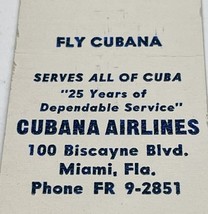 FLY CUBANA
SERVES ALL OF CUBA
"25 Years of
Dependable Service"
CUBANA AIRLINES
100 Biscayne Blvd.
Miami, Fla.
Phone FR 9-2851